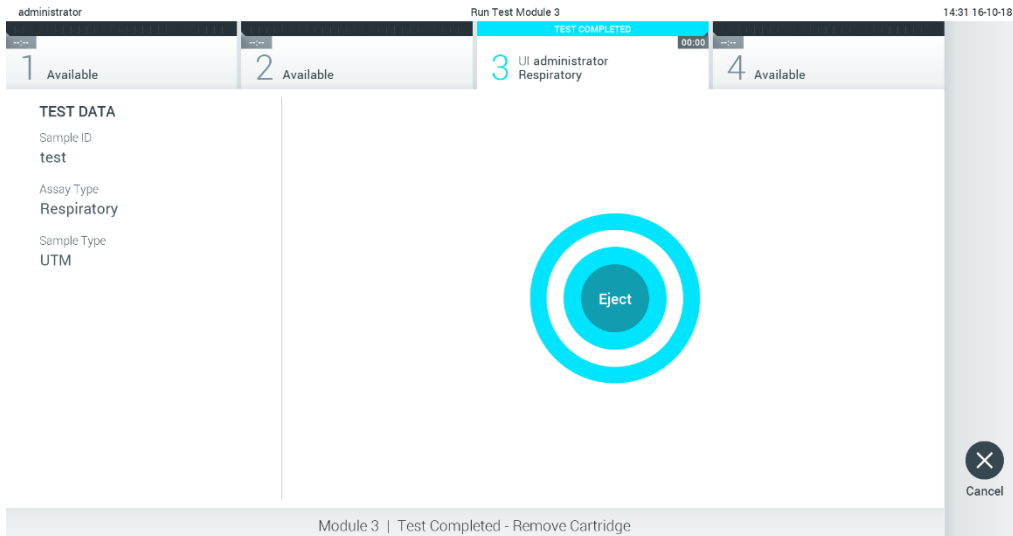 administrator
Run Test Module 3
14:31 16-10-18
TEST COMPLETED
--:--
1 Available
--:--
2 Available
00:00
3 UI administrator
Respiratory
--:--
4 Available
TEST DATA
Sample ID
test
Assay Type
Respiratory
Sample Type
UTM
Eject
Cancel
Module 3 | Test Completed - Remove Cartridge